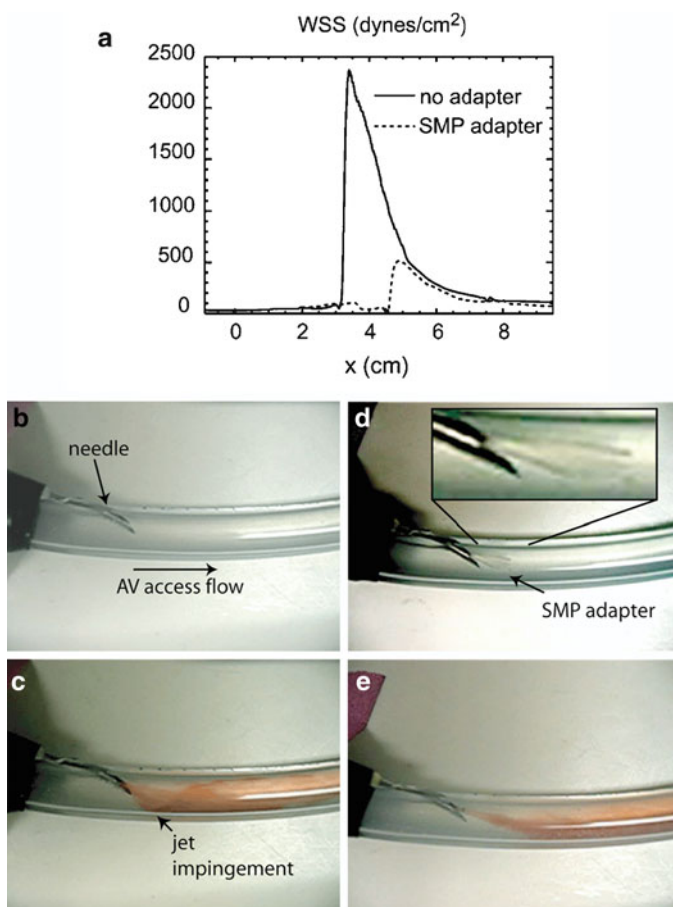 a
WSS (dynes/cm²)
2500
2000
1500
1000
500
0
no adapter
SMP adapter
0 2 4 6 8
x (cm)
b
needle
AV access flow
d
SMP adapter
c
jet
impingement
e